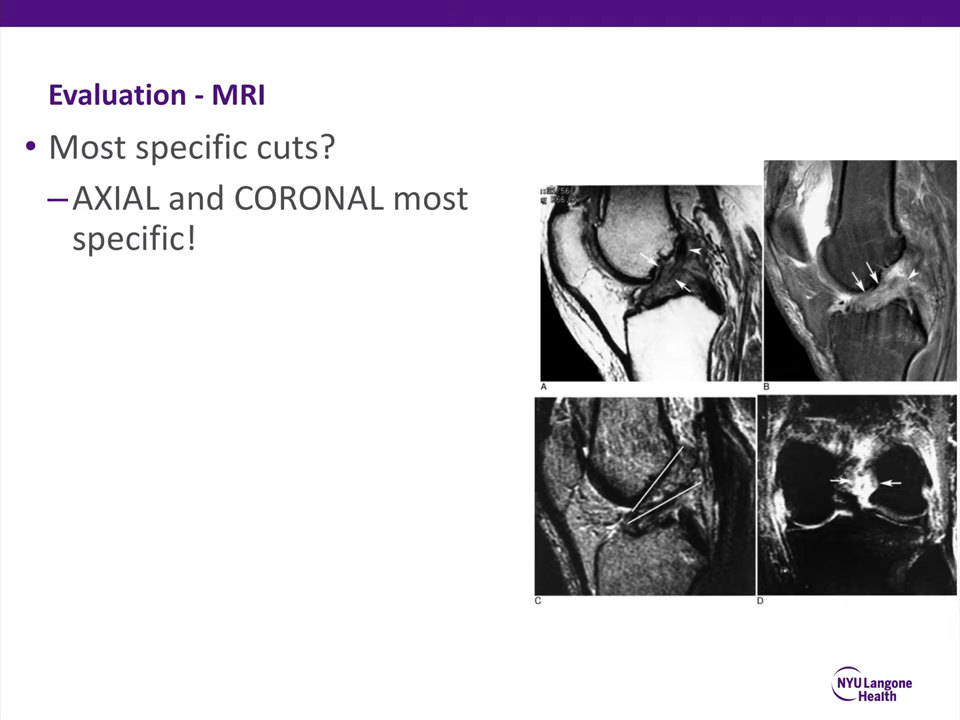 Evaluation - MRI
• Most specific cuts?
–AXIAL and CORONAL most
specific!
A
B
C
D
NYU Langone
Health